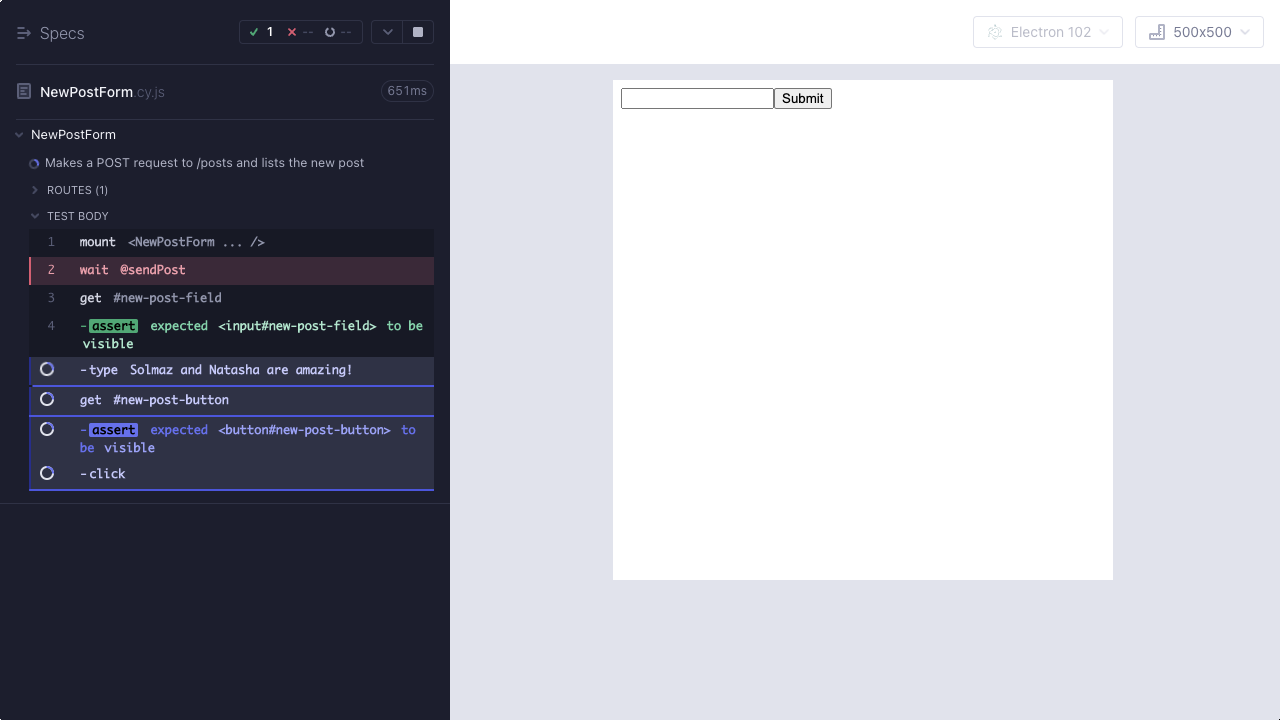 Specs
1
--
--
Electron 102
500x500
NewPostForm.cy.js
651ms
NewPostForm
Makes a POST request to /posts and lists the new post
ROUTES (1)
TEST BODY
1 mount <NewPostForm ... />
2 wait @sendPost
3 get #new-post-field
4 -assert expected <input#new-post-field> to be
visible
-type Solmaz and Natasha are amazing!
get #new-post-button
-assert expected <button#new-post-button> to
be visible
-click
Submit